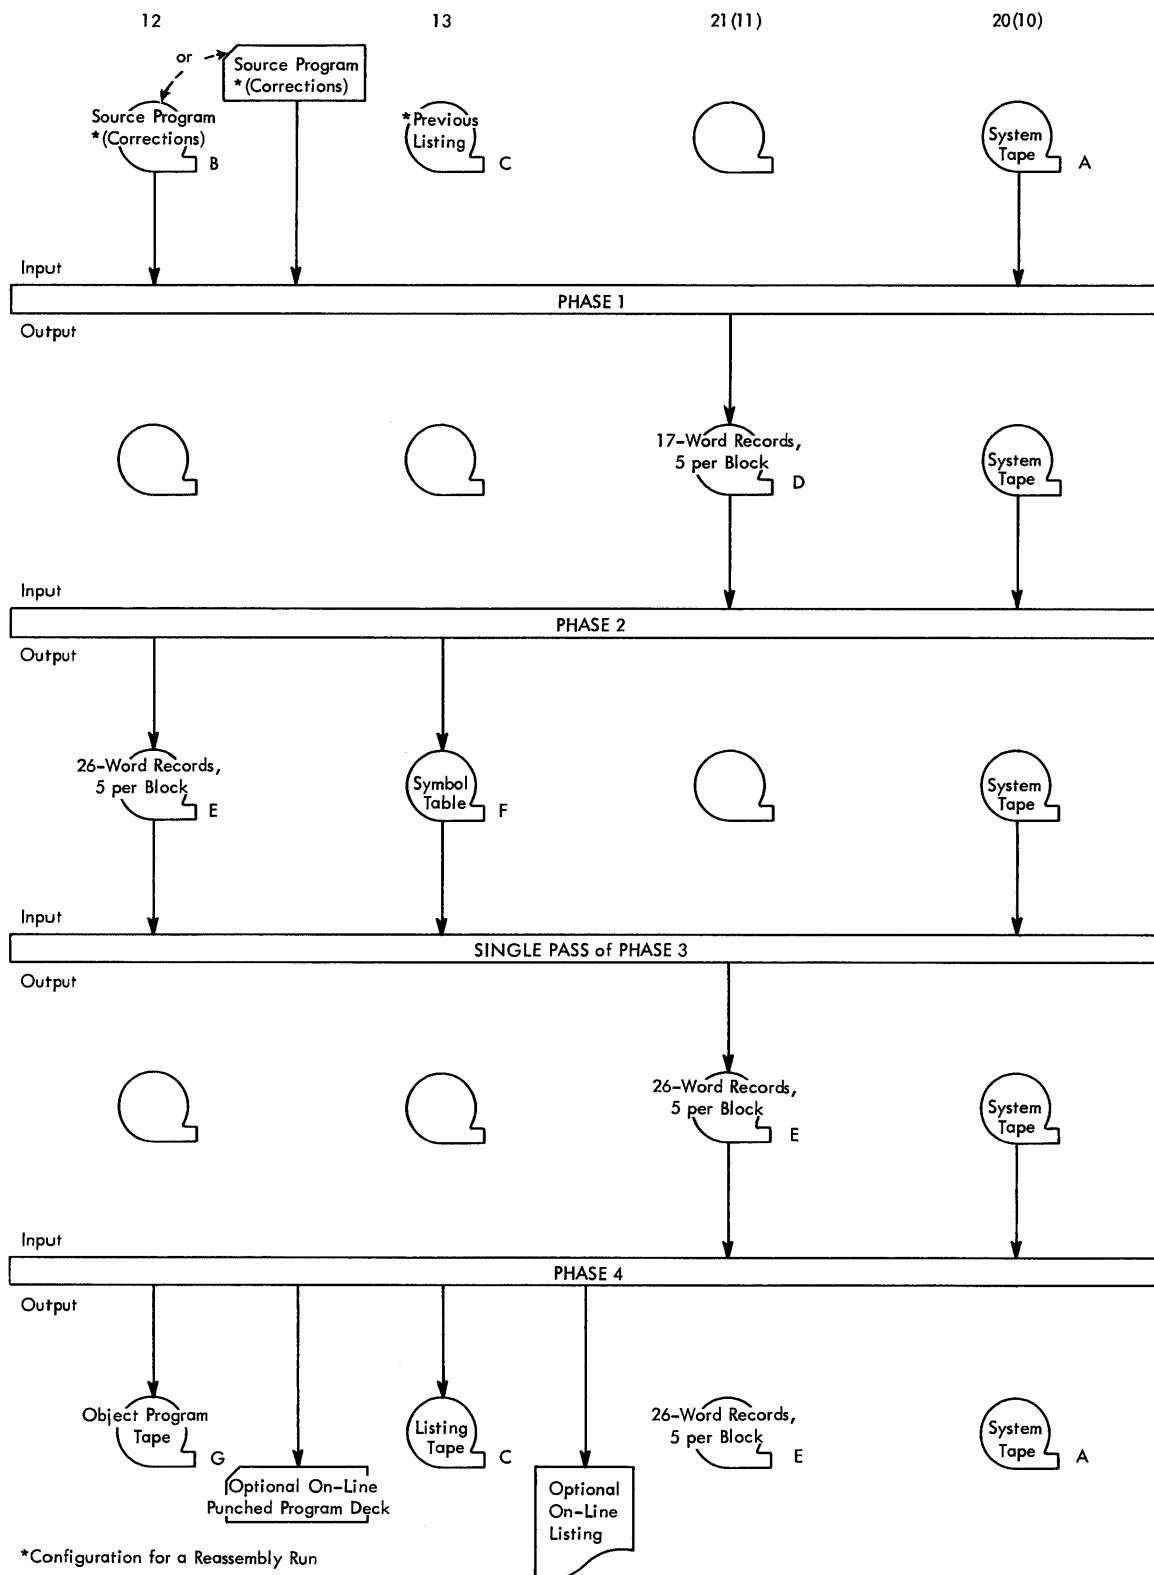 12 13 21(11) 20(10)
or
Source Program
*(Corrections)
Source Program
*(Corrections)
B
*Previous
Listing
C
System
Tape
A
Input
PHASE 1
Output
17-Word Records,
5 per Block
D
System
Tape
Input
PHASE 2
Output
26-Word Records,
5 per Block
E
Symbol
Table
F
System
Tape
Input
SINGLE PASS of PHASE 3
Output
26-Word Records,
5 per Block
E
System
Tape
Input
PHASE 4
Output
Object Program
Tape
G
Optional On-Line
Punched Program Deck
Listing
Tape
C
Optional
On-Line
Listing
26-Word Records,
5 per Block
E
System
Tape
A
*Configuration for a Reassembly Run